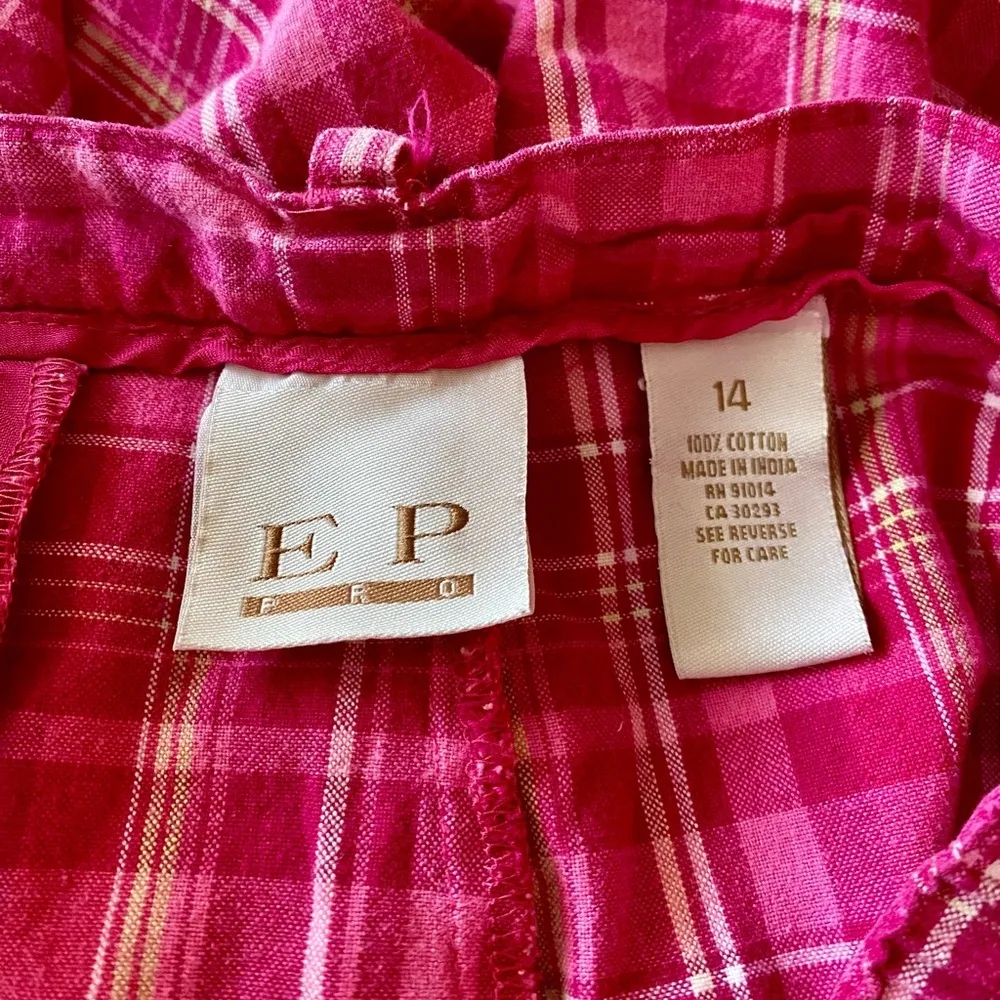 E P
P R O
14
100% COTTON
MADE IN INDIA
RN 91014
CA 30293
SEE REVERSE
FOR CARE